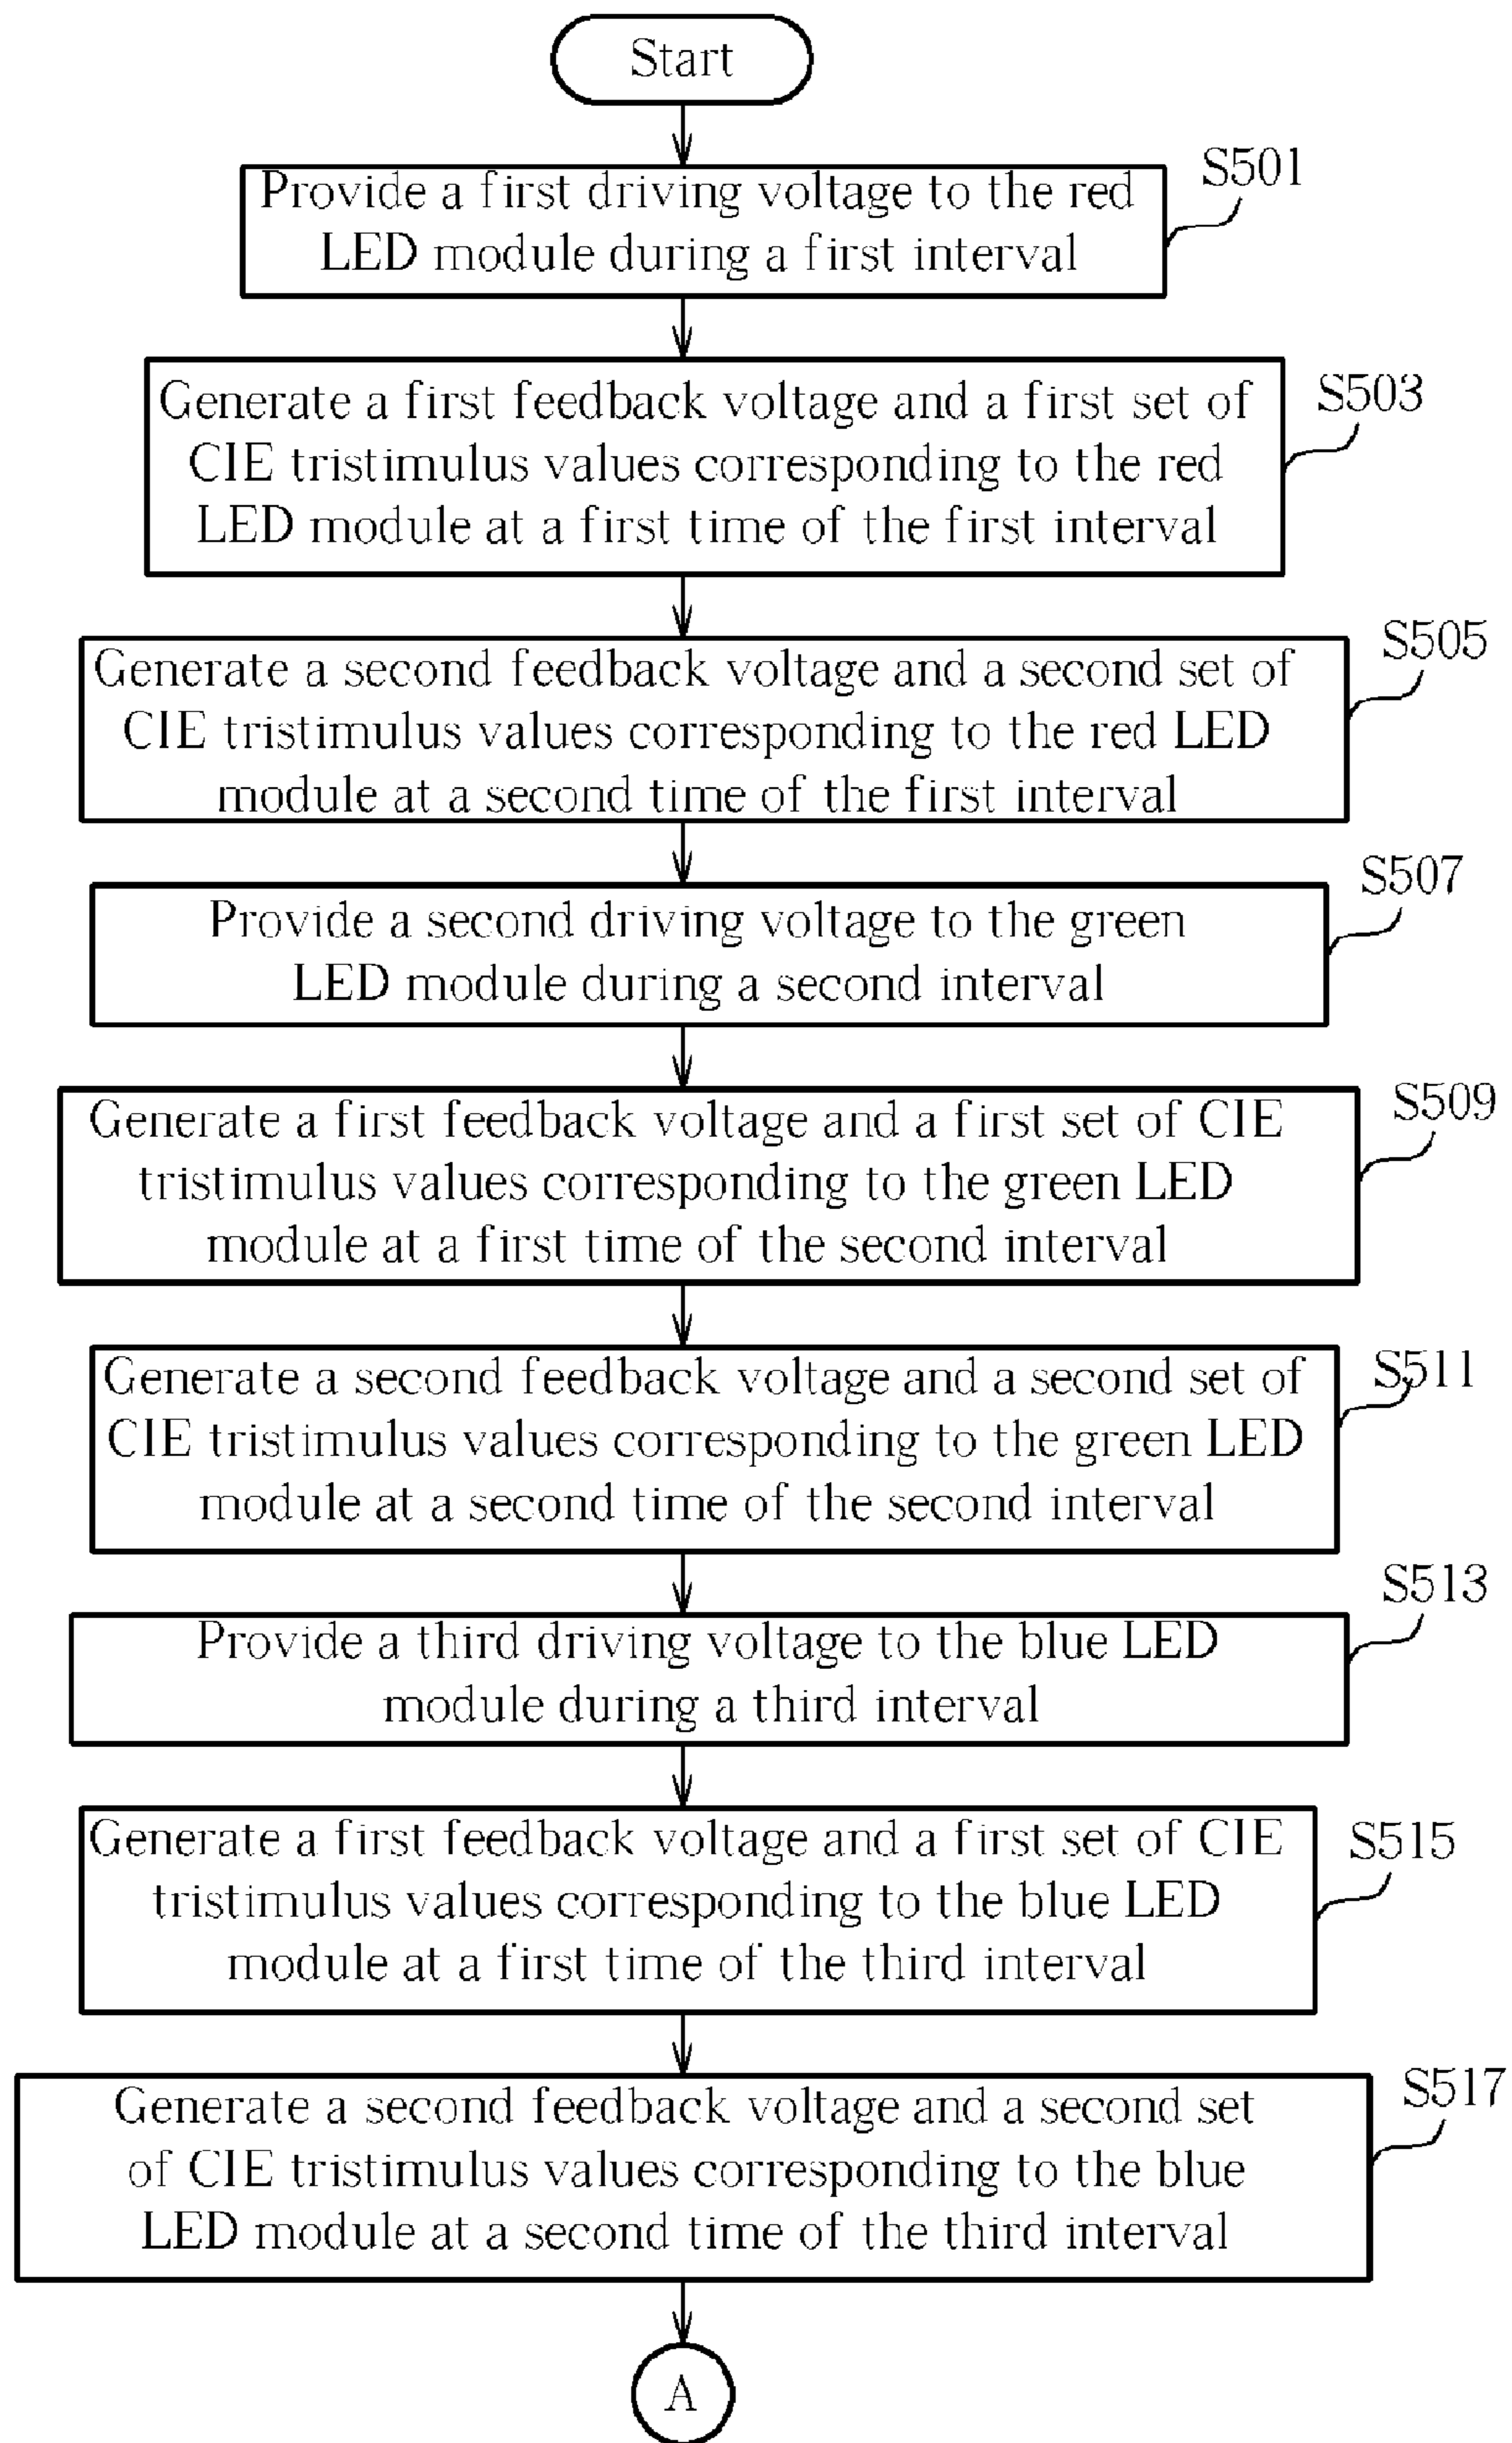 Start
S501
Provide a first driving voltage to the red
LED module during a first interval
S503
Generate a first feedback voltage and a first set of
CIE tristimulus values corresponding to the red
LED module at a first time of the first interval
S505
Generate a second feedback voltage and a second set of
CIE tristimulus values corresponding to the red LED
module at a second time of the first interval
S507
Provide a second driving voltage to the green
LED module during a second interval
S509
Generate a first feedback voltage and a first set of CIE
tristimulus values corresponding to the green LED
module at a first time of the second interval
S511
Generate a second feedback voltage and a second set of
CIE tristimulus values corresponding to the green LED
module at a second time of the second interval
S513
Provide a third driving voltage to the blue LED
module during a third interval
S515
Generate a first feedback voltage and a first set of CIE
tristimulus values corresponding to the blue LED
module at a first time of the third interval
S517
Generate a second feedback voltage and a second set
of CIE tristimulus values corresponding to the blue
LED module at a second time of the third interval
A